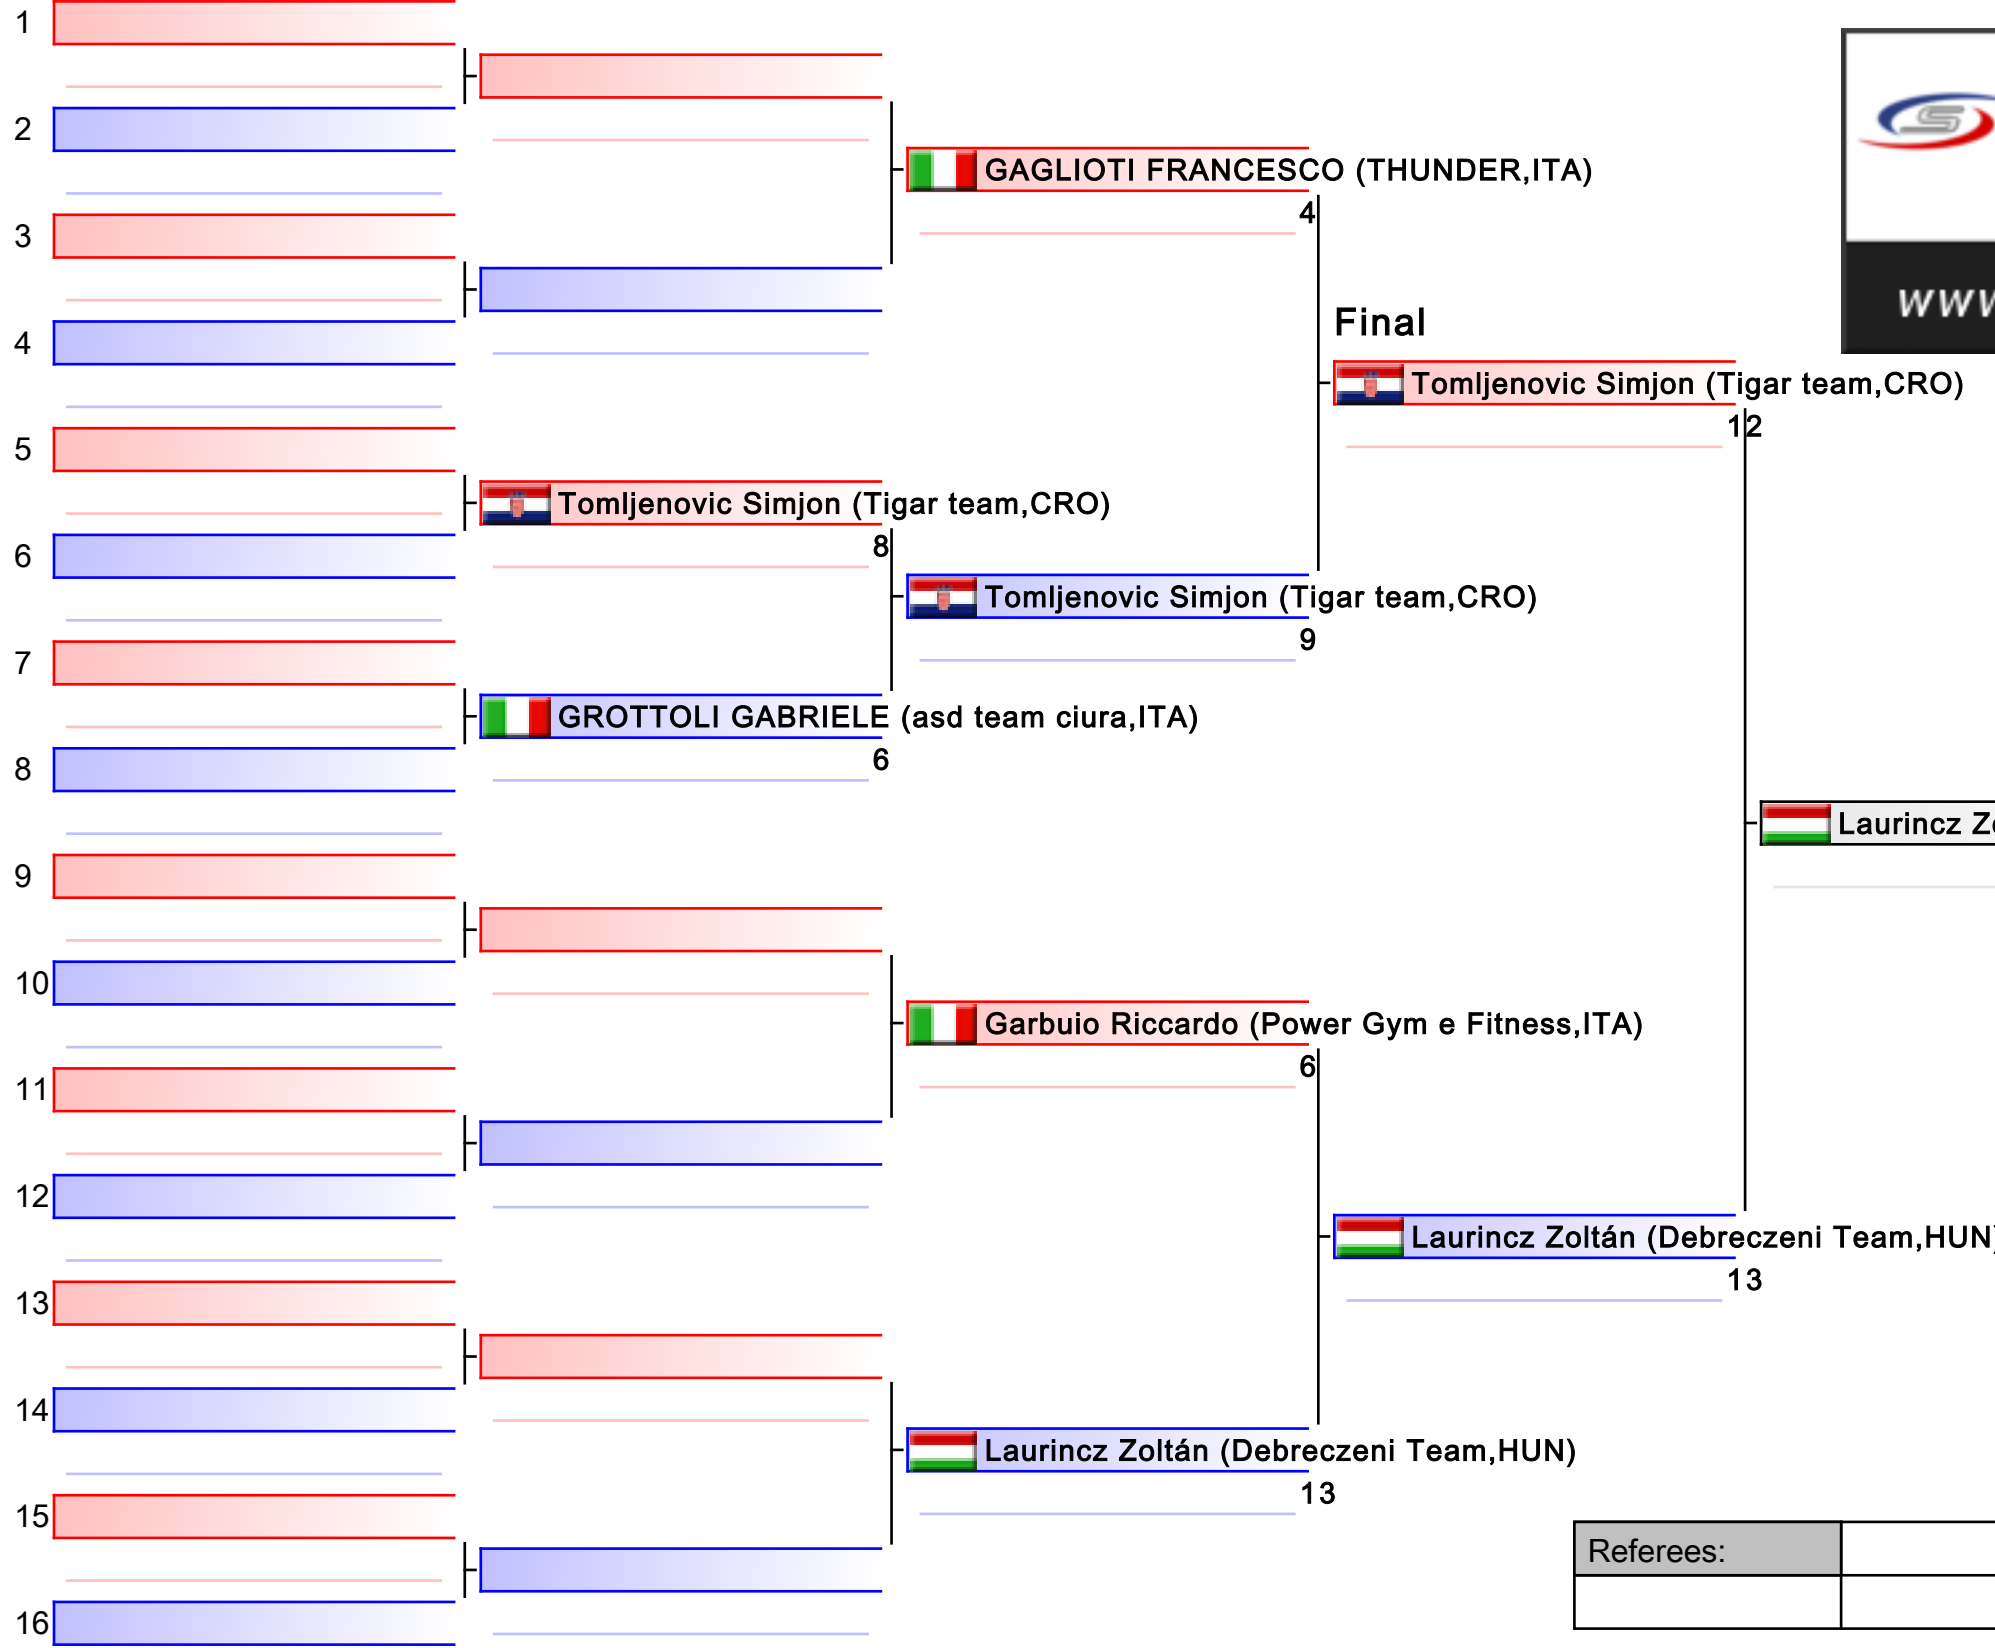 1
2
GAGLIOTI FRANCESCO (THUNDER,ITA)
4
3
Final
4
Tomljenovic Simjon (Tigar team,CRO)
12
5
Tomljenovic Simjon (Tigar team,CRO)
8
6
Tomljenovic Simjon (Tigar team,CRO)
9
7
GROTTOLI GABRIELE (asd team ciura,ITA)
6
8
Laurincz
9
10
Garbuio Riccardo (Power Gym e Fitness,ITA)
6
11
12
Laurincz Zoltán (Debreczeni Team,HUN)
13
13
14
Laurincz Zoltán (Debreczeni Team,HUN)
13
15
Referees:
16